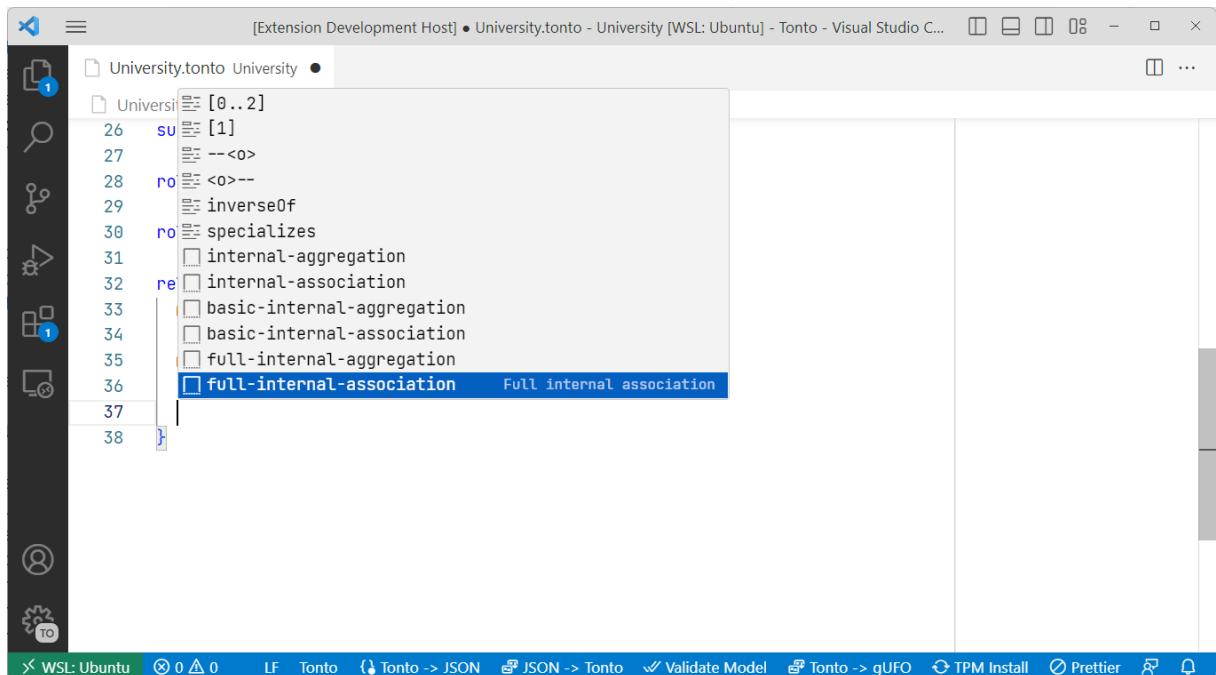 [Extension Development Host] ● University.tonto - University [WSL: Ubuntu] - Tonto - Visual Studio C...
University.tonto University ●
Universi
26 su
27
28 ro
29
30 ro
31
32 re
33
34
35
36
37
38 }
[0..2]
[1]
--<o>
<o>--
inverseOf
specializes
internal-aggregation
internal-association
basic-internal-aggregation
basic-internal-association
full-internal-aggregation
full-internal-association Full internal association
1
1
TO
WSL: Ubuntu 0 0 LF Tonto Tonto -> JSON JSON -> Tonto Validate Model Tonto -> gUFO TPM Install Prettier